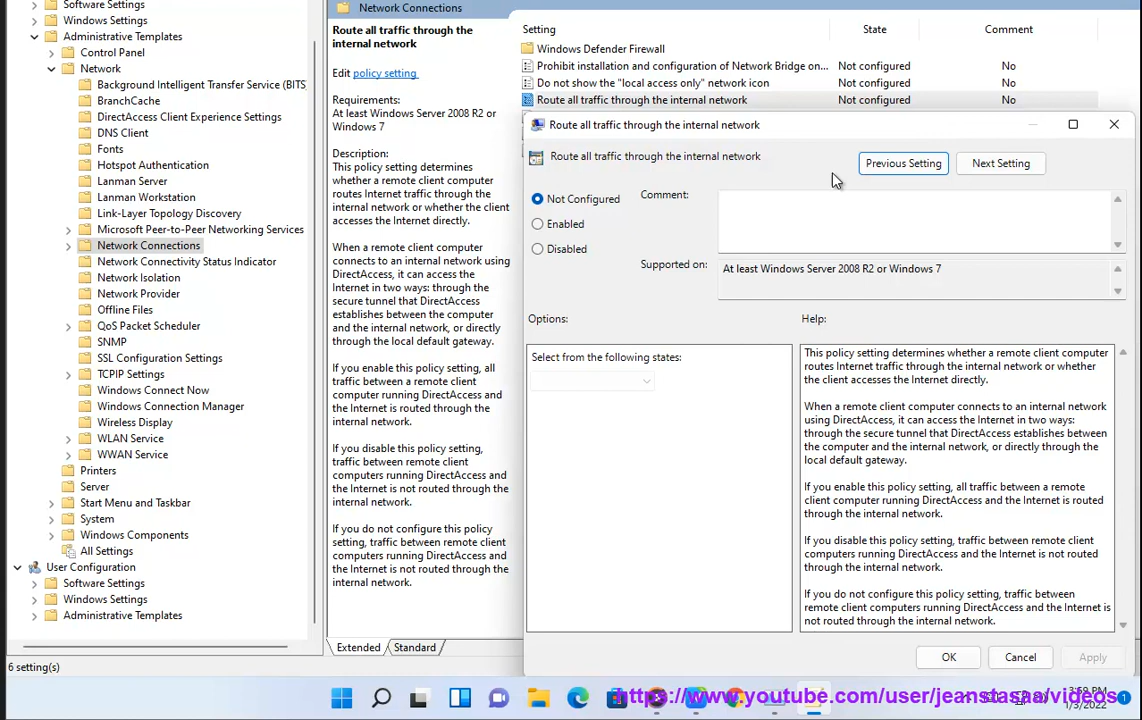 Software Settings
Windows Settings
Administrative Templates
Control Panel
Network
Background Intelligent Transfer Service (BITS
BranchCache
DirectAccess Client Experience Settings
DNS Client
Fonts
Hotspot Authentication
Lanman Server
Lanman Workstation
Link-Layer Topology Discovery
Microsoft Peer-to-Peer Networking Services
Network Connections
Network Connectivity Status Indicator
Network Isolation
Network Provider
Offline Files
QoS Packet Scheduler
SNMP
SSL Configuration Settings
TCPIP Settings
Windows Connect Now
Windows Connection Manager
Wireless Display
WLAN Service
WWAN Service
Printers
Server
Start Menu and Taskbar
System
Windows Components
All Settings
User Configuration
Software Settings
Windows Settings
Administrative Templates
6 setting(s)
Network Connections
Route all traffic through the
internal network
Edit policy setting
Requirements:
At least Windows Server 2008 R2 or
Windows 7
Description:
This policy setting determines
whether a remote client computer
routes Internet traffic through the
internal network or whether the client
accesses the Internet directly.
When a remote client computer
connects to an internal network using
DirectAccess, it can access the
Internet in two ways: through the
secure tunnel that DirectAccess
establishes between the computer
and the internal network, or directly
through the local default gateway.
If you enable this policy setting, all
traffic between a remote client
computer running DirectAccess and
the Internet is routed through the
internal network.
If you disable this policy setting,
traffic between remote client
computers running DirectAccess and
the Internet is not routed through the
internal network.
If you do not configure this policy
setting, traffic between remote client
computers running DirectAccess and
the Internet is not routed through the
internal network.
Extended Standard
Setting State Comment
Windows Defender Firewall
Prohibit installation and configuration of Network Bridge on... Not configured No
Do not show the "local access only" network icon Not configured No
Route all traffic through the internal network Not configured No
Route all traffic through the internal network
Route all traffic through the internal network
Previous Setting Next Setting
Not Configured
Enabled
Disabled
Comment:
Supported on:
At least Windows Server 2008 R2 or Windows 7
Options:
Help:
Select from the following states:
This policy setting determines whether a remote client computer
routes Internet traffic through the internal network or whether
the client accesses the Internet directly.
When a remote client computer connects to an internal network
using DirectAccess, it can access the Internet in two ways:
through the secure tunnel that DirectAccess establishes between
the computer and the internal network, or directly through the
local default gateway.
If you enable this policy setting, all traffic between a remote
client computer running DirectAccess and the Internet is routed
through the internal network.
If you disable this policy setting, traffic between remote client
computers running DirectAccess and the Internet is not routed
through the internal network.
If you do not configure this policy setting, traffic between
remote client computers running DirectAccess and the Internet is
not routed through the internal network.
OK Cancel Apply
http://www.youtube.com/user/jeanstasna/videos
3:59 PM
1/3/2022
1